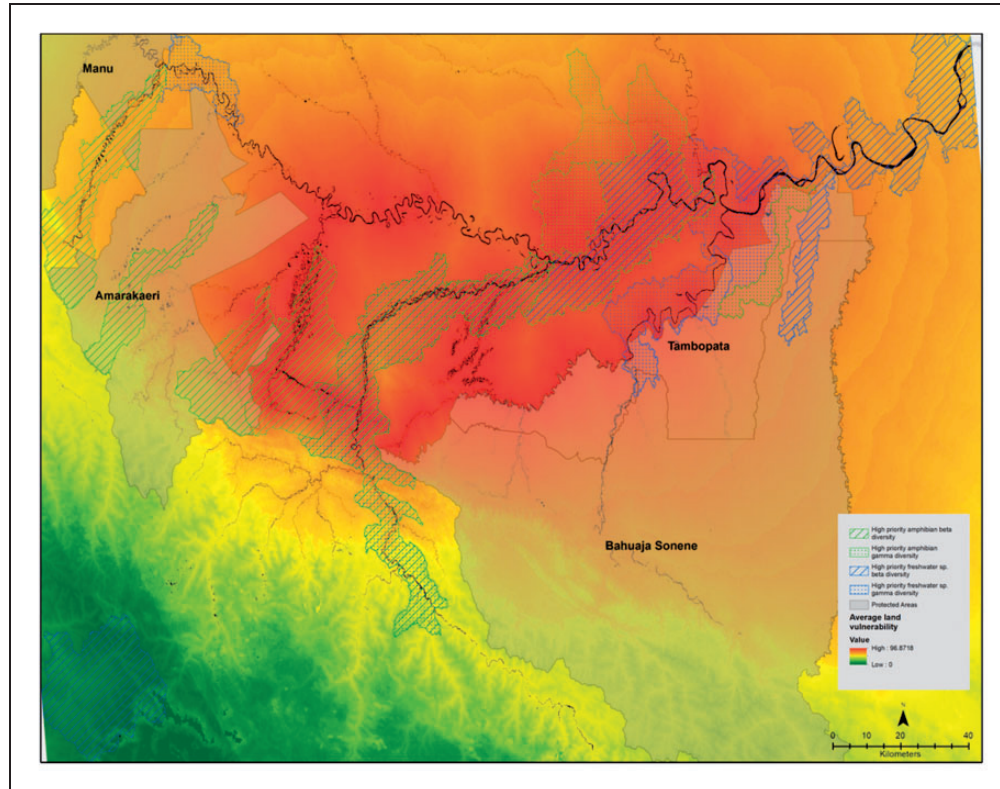 Manu
Amarakaeri
Tambopata
Bahuaja Sonene
High priority amphibian beta
diversity
High priority amphibian
gamma diversity
High priority freshwater sp.
beta diversity
High priority freshwater sp.
gamma diversity
Protected Areas
Average land
vulnerability
Value
High : 96.8718
Low : 0
N
0 10 20 40
Kilometers